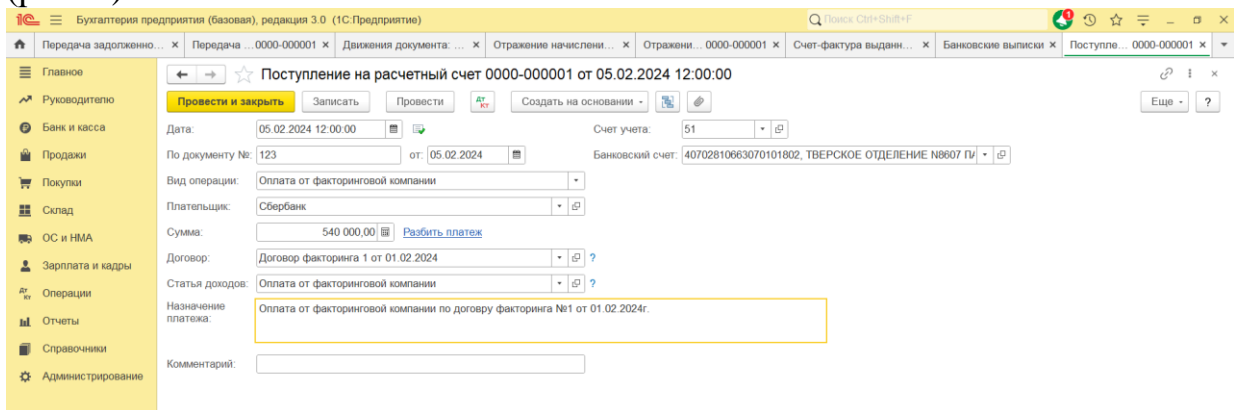 Бухгалтерия предприятия (базовая), редакция 3.0 (1С:Предприятие) Поиск Ctrl+Shift+F
Передача задолженно... × Передача ...0000-000001 × Движения документа: ... × Отражение начислени... × Отражени... 0000-000001 × Счет-фактура выданн... × Банковские выписки × Поступле... 0000-000001 ×
Главное
Руководителю
Банк и касса
Продажи
Покупки
Склад
ОС и НМА
Зарплата и кадры
Операции
Отчеты
Справочники
Администрирование
Поступление на расчетный счет 0000-000001 от 05.02.2024 12:00:00
Провести и закрыть Записать Провести Дт Кт Создать на основании Еще ?
Дата: 05.02.2024 12:00:00 Счет учета: 51
По документу №: 123 от: 05.02.2024 Банковский счет: 40702810663070101802, ТВЕРСКОЕ ОТДЕЛЕНИЕ N8607
Вид операции: Оплата от факторинговой компании
Плательщик: Сбербанк
Сумма: 540 000,00 Разбить платеж
Договор: Договор факторинга 1 от 01.02.2024 ?
Статья доходов: Оплата от факторинговой компании ?
Назначение
платежа: Оплата от факторинговой компании по договру факторинга №1 от 01.02.2024г.
Комментарий: